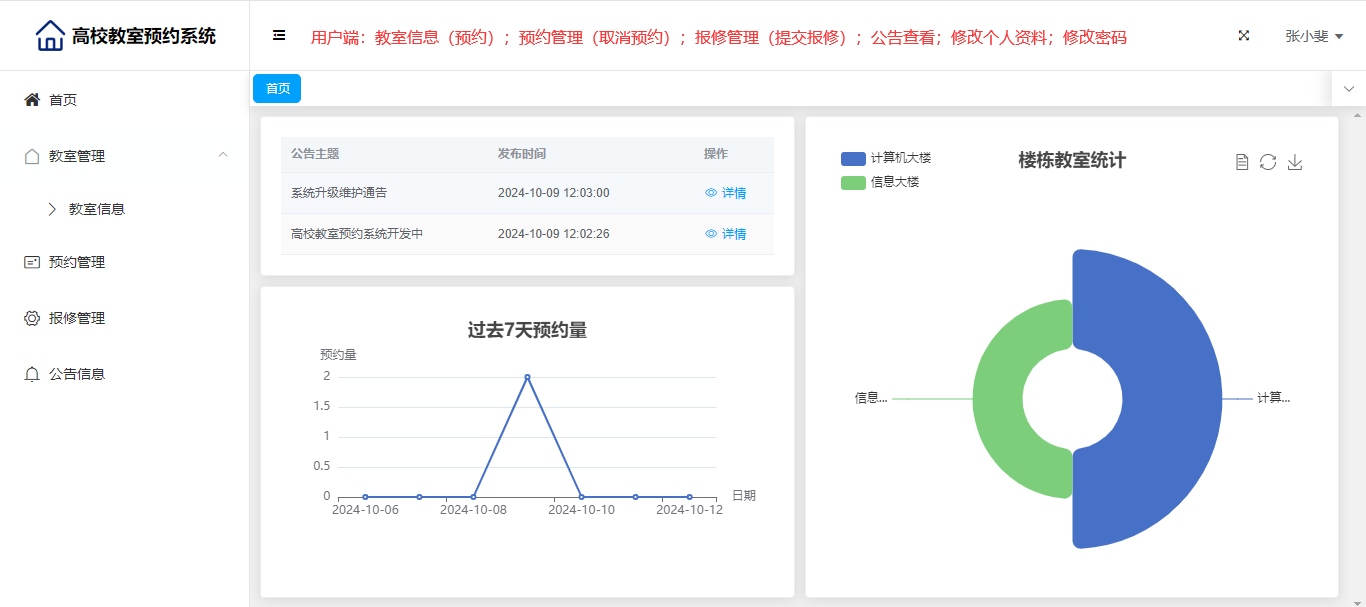 高校教室预约系统
用户端：教室信息（预约）；预约管理（取消预约）；报修管理（提交报修）；公告查看；修改个人资料；修改密码
张小斐
首页
教室管理
教室信息
预约管理
报修管理
公告信息
首页
公告主题 发布时间 操作
系统升级维护通告 2024-10-09 12:03:00 详情
高校教室预约系统开发中 2024-10-09 12:02:26 详情
过去7天预约量
预约量
2
1.5
1
0.5
0
日期
2024-10-06 2024-10-08 2024-10-10 2024-10-12
楼栋教室统计
计算机大楼
信息大楼
信息...
计算...